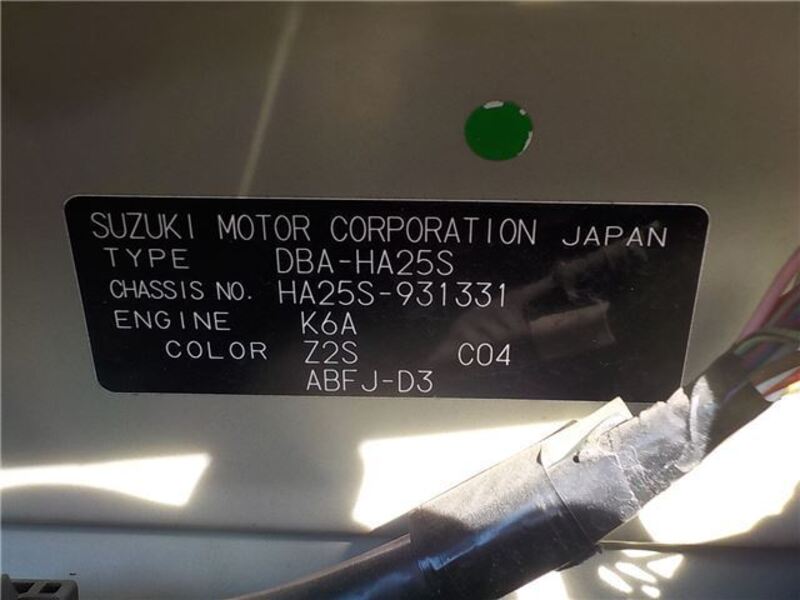 SUZUKI MOTOR CORPORATION JAPAN
TYPE DBA-HA25S
CHASSIS NO. HA25S-931331
ENGINE K6A
COLOR Z2S C04
ABFJ-D3